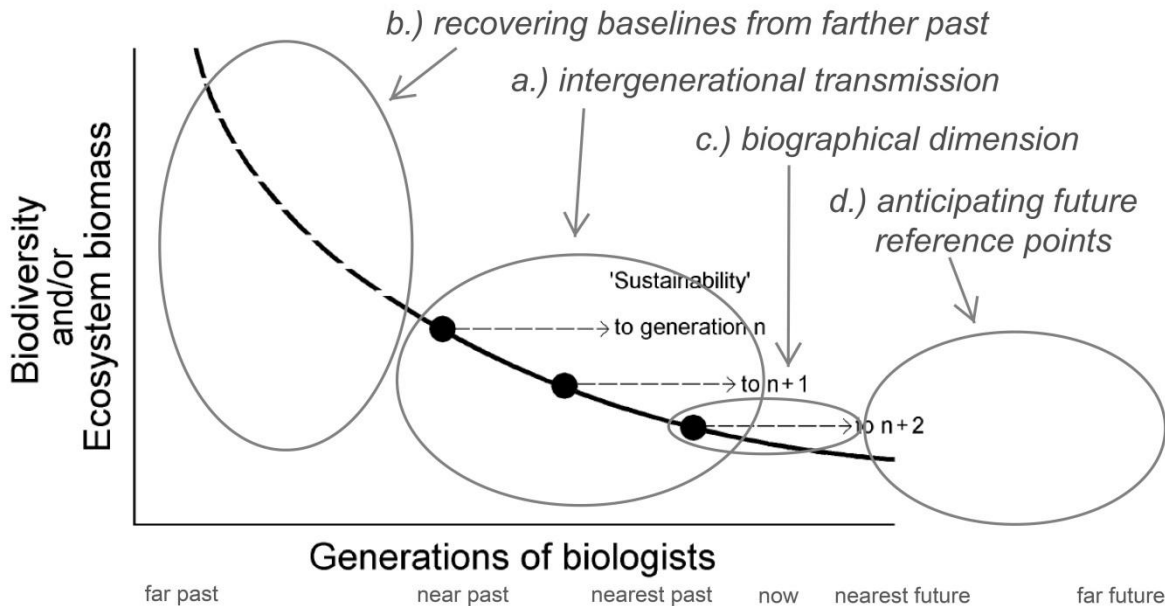 b.) recovering baselines from farther past
a.) intergenerational transmission
c.) biographical dimension
d.) anticipating future
reference points
Biodiversity
and/or
Ecosystem biomass
'Sustainability'
to generation n
to n+1
to n+2
Generations of biologists
far past near past nearest past now nearest future far future